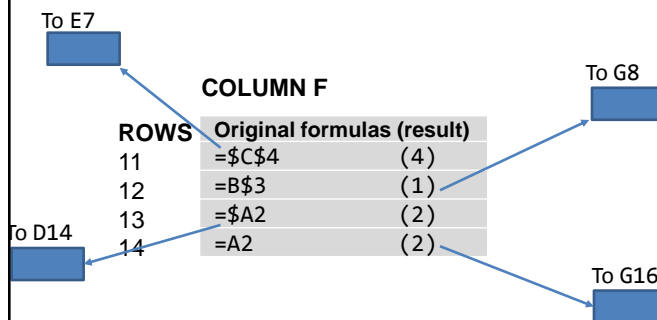 To E7
To G8
COLUMN F
ROWS Original formulas (result)
11 =$C$4 (4)
12 =B$3 (1)
13 =$A2 (2)
14 =A2 (2)
To D14
To G16